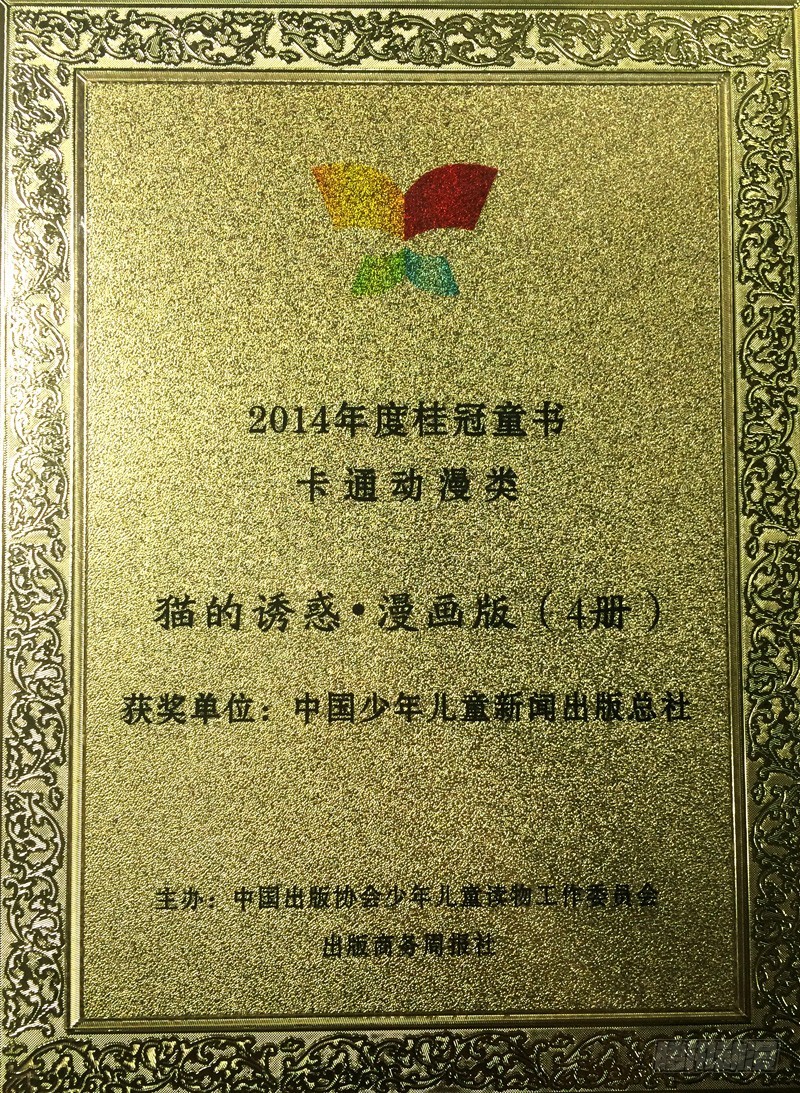 2014年度桂冠童书
卡通动漫类
猫的诱惑•漫画版（4册）
获奖单位：中国少年儿童新闻出版总社
主办：中国出版协会少年儿童读物工作委员会
出版商务周报社